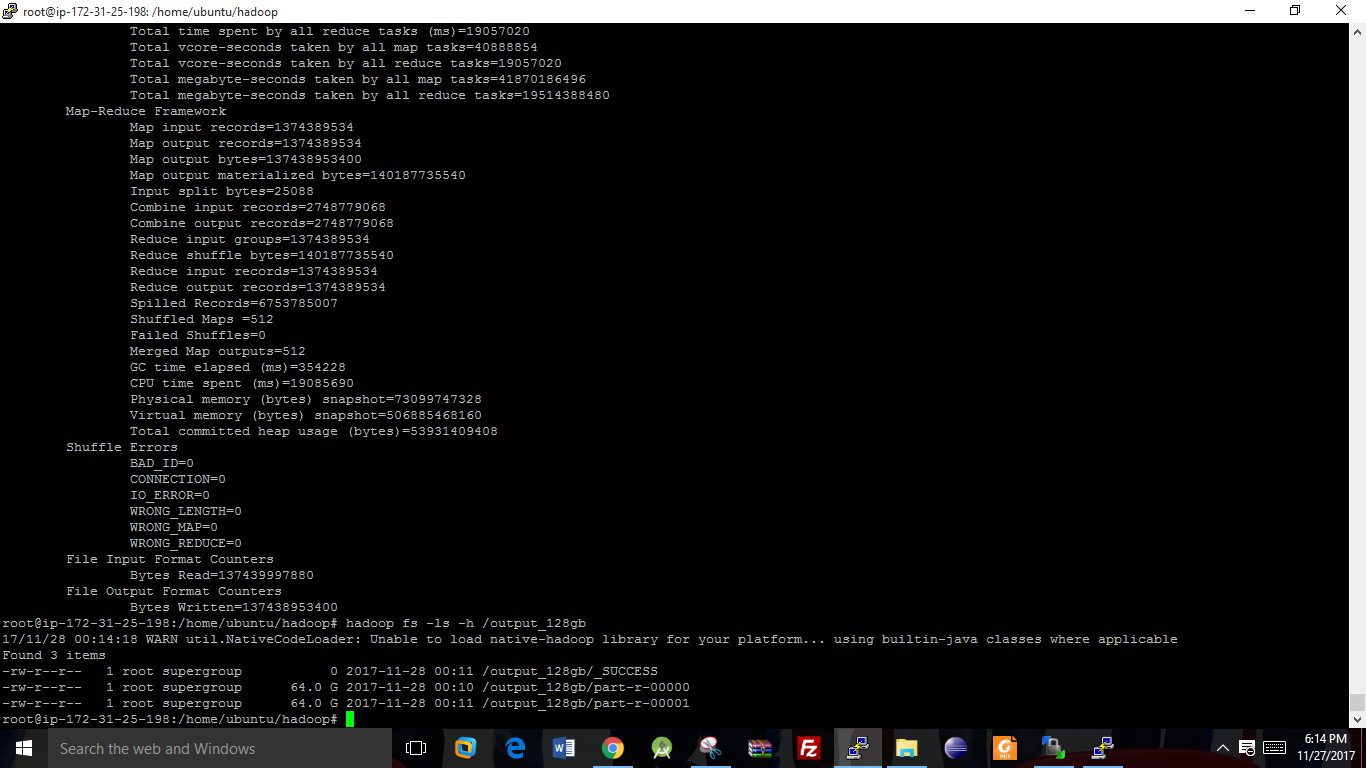 root@ip-172-31-25-198: /home/ubuntu/hadoop
Total time spent by all reduce tasks (ms)=19057020
Total vcore-seconds taken by all map tasks=40888854
Total vcore-seconds taken by all reduce tasks=19057020
Total megabyte-seconds taken by all map tasks=41870186496
Total megabyte-seconds taken by all reduce tasks=19514388480
Map-Reduce Framework
Map input records=1374389534
Map output records=1374389534
Map output bytes=137438953400
Map output materialized bytes=140187735540
Input split bytes=25088
Combine input records=2748779068
Combine output records=2748779068
Reduce input groups=1374389534
Reduce shuffle bytes=140187735540
Reduce input records=1374389534
Reduce output records=1374389534
Spilled Records=6753785007
Shuffled Maps =512
Failed Shuffles=0
Merged Map outputs=512
GC time elapsed (ms)=354228
CPU time spent (ms)=19085690
Physical memory (bytes) snapshot=73099747328
Virtual memory (bytes) snapshot=506885468160
Total committed heap usage (bytes)=53931409408
Shuffle Errors
BAD_ID=0
CONNECTION=0
IO_ERROR=0
WRONG_LENGTH=0
WRONG_MAP=0
WRONG_REDUCE=0
File Input Format Counters
Bytes Read=137439997880
File Output Format Counters
Bytes Written=137438953400
root@ip-172-31-25-198:/home/ubuntu/hadoop# hadoop fs -ls -h /output_128gb
17/11/28 00:14:18 WARN util.NativeCodeLoader: Unable to load native-hadoop library for your platform... using builtin-java classes where applicable
Found 3 items
-rw-r--r--   1 root supergroup          0 2017-11-28 00:11 /output_128gb/_SUCCESS
-rw-r--r--   1 root supergroup     64.0 G 2017-11-28 00:10 /output_128gb/part-r-00000
-rw-r--r--   1 root supergroup     64.0 G 2017-11-28 00:11 /output_128gb/part-r-00001
root@ip-172-31-25-198:/home/ubuntu/hadoop#
Search the web and Windows
6:14 PM
11/27/2017